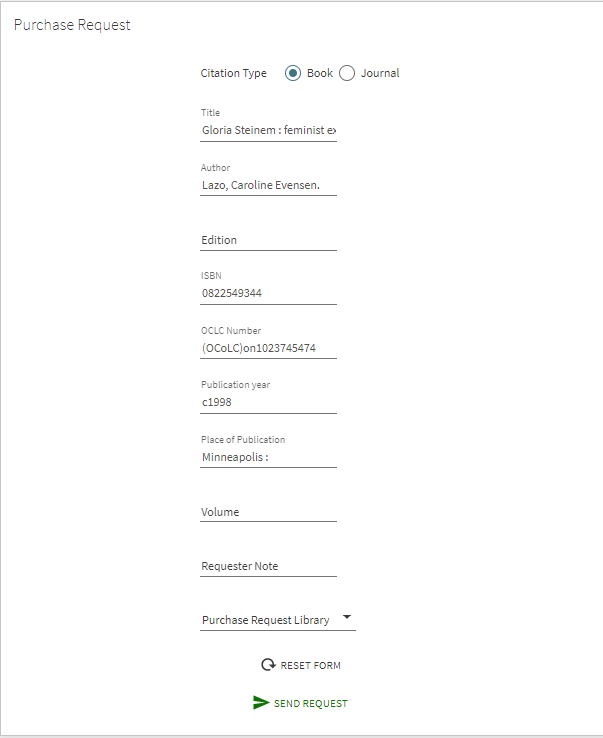 Purchase Request
Citation Type Book Journal
Title
Gloria Steinem : feminist ex
Author
Lazo, Caroline Evensen.
Edition
ISBN
0822549344
OCLC Number
(OCoLC)on1023745474
Publication year
c1998
Place of Publication
Minneapolis :
Volume
Requester Note
Purchase Request Library
RESET FORM
SEND REQUEST